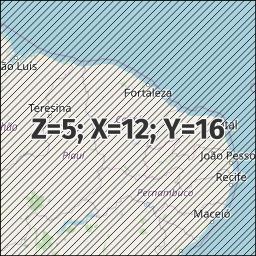 ão Luís
Fortaleza
Teresina
Z=5; X=12; Y=16
tal
hão
Piauí
João Pesso
Recife
Pernambuco
Maceió